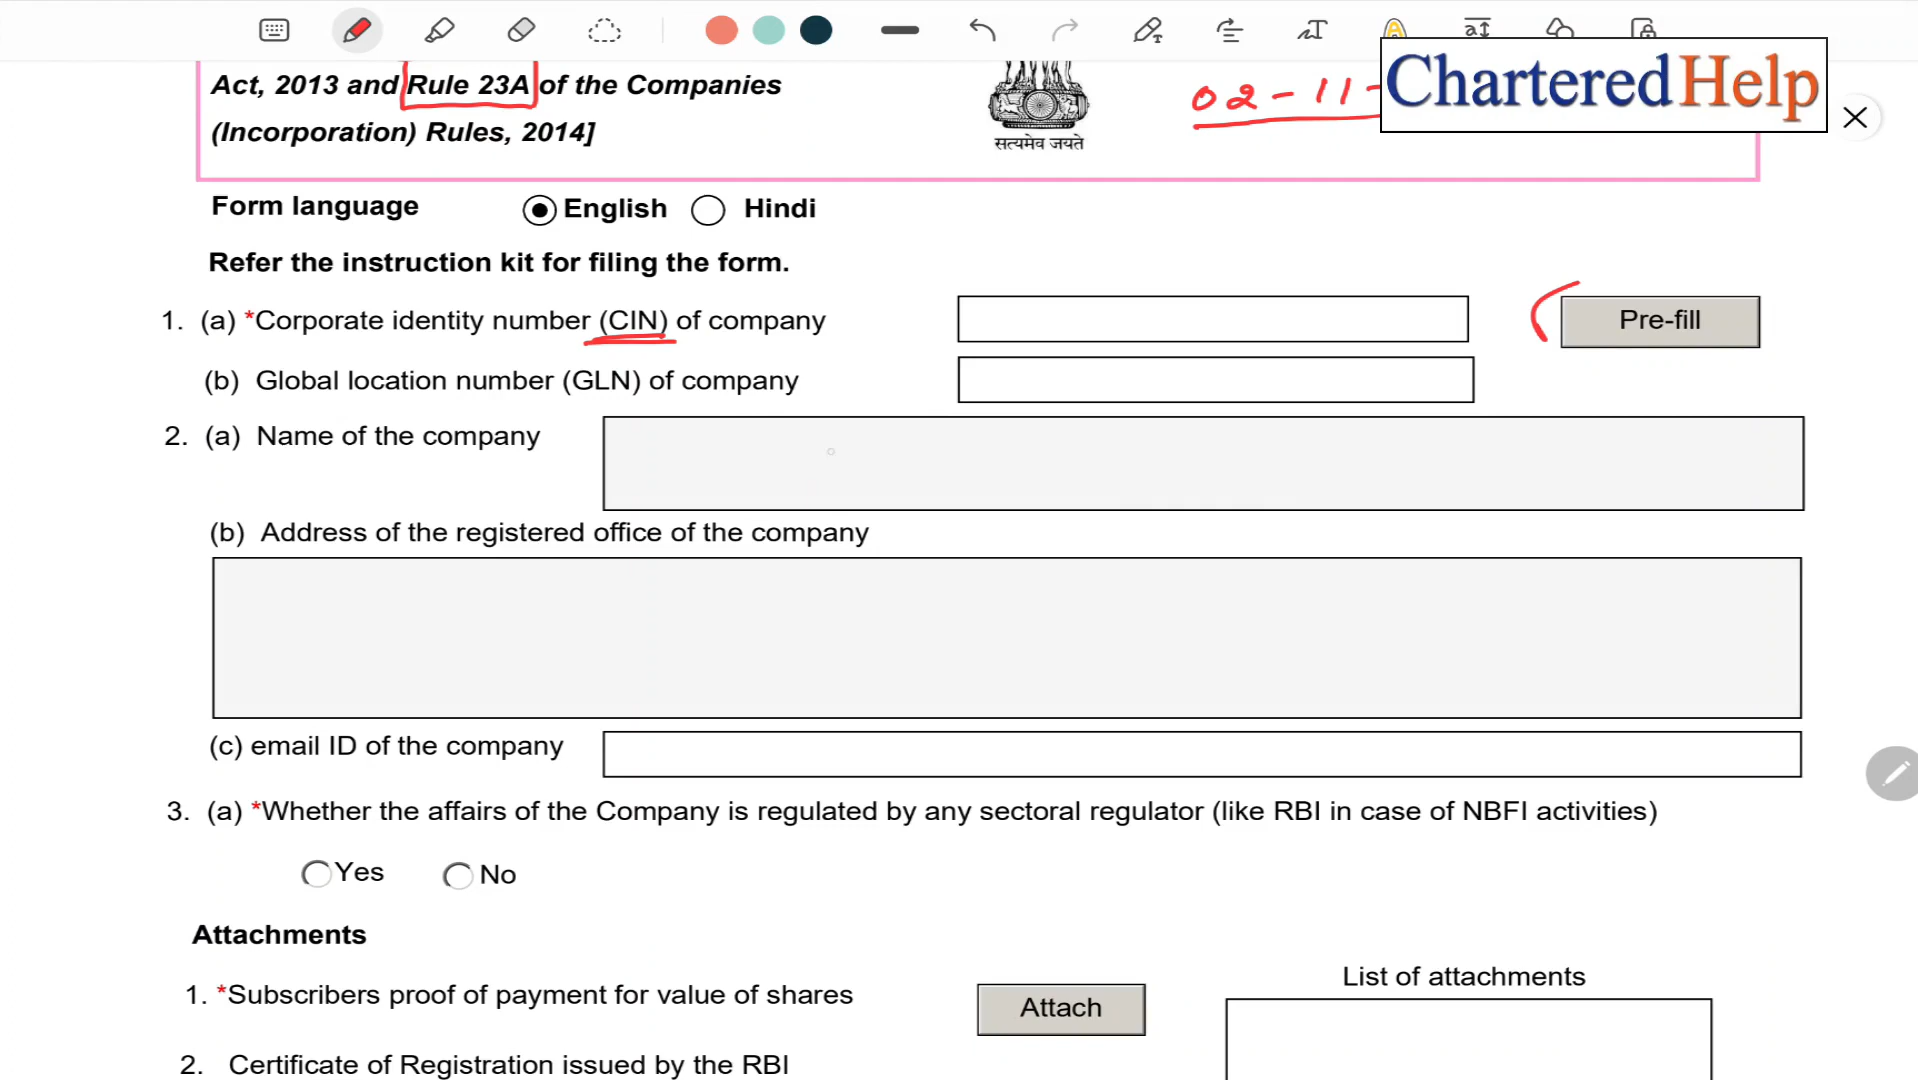 Act, 2013 and Rule 23A of the Companies
(Incorporation) Rules, 2014]
सत्यमेव जयते
02-11-
CharteredHelp
Form language English Hindi
Refer the instruction kit for filing the form.
1. (a) *Corporate identity number (CIN) of company Pre-fill
(b) Global location number (GLN) of company
2. (a) Name of the company
(b) Address of the registered office of the company
(c) email ID of the company
3. (a) *Whether the affairs of the Company is regulated by any sectoral regulator (like RBI in case of NBFI activities)
Yes No
Attachments
List of attachments
1. *Subscribers proof of payment for value of shares Attach
2. Certificate of Registration issued by the RBI